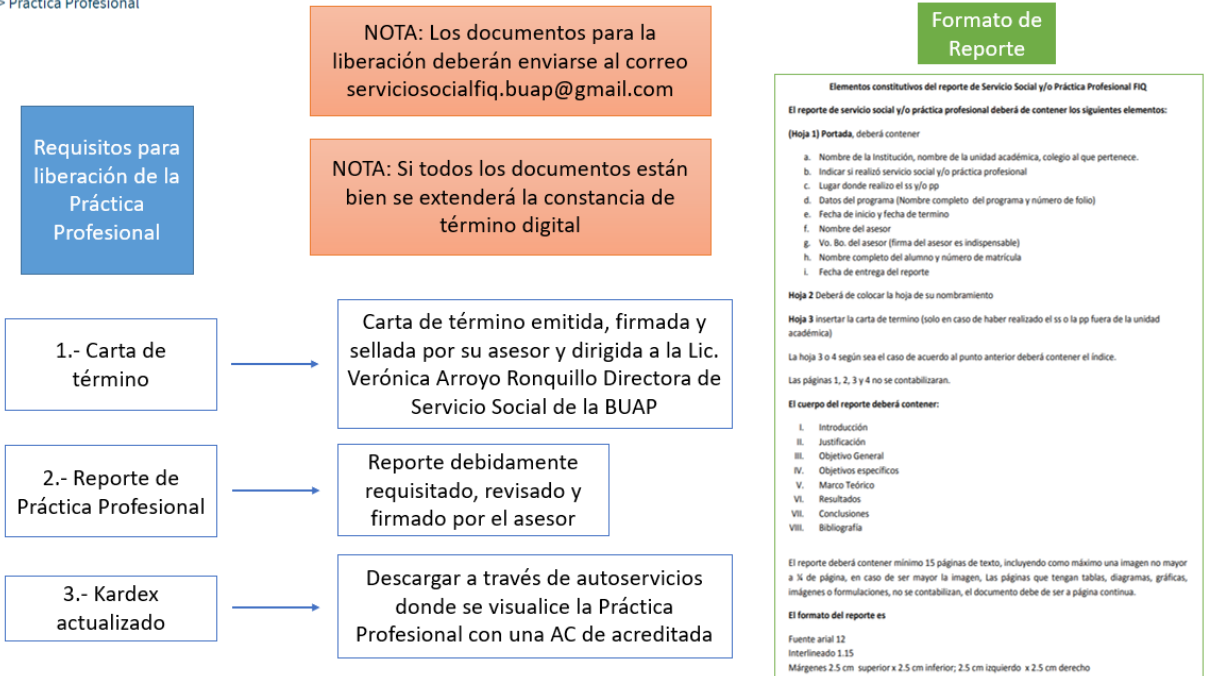 > Práctica Profesional
NOTA: Los documentos para la
liberación deberán enviarse al correo
serviciosocialfiq.buap@gmail.com
Requisitos para
liberación de la
Práctica
Profesional
NOTA: Si todos los documentos están
bien se extenderá la constancia de
término digital
1.- Carta de
término
Carta de término emitida, firmada y
sellada por su asesor y dirigida a la Lic.
Verónica Arroyo Ronquillo Directora de
Servicio Social de la BUAP
2.- Reporte de
Práctica Profesional
Reporte debidamente
requisitado, revisado y
firmado por el asesor
3.- Kardex
actualizado
Descargar a través de autoservicios
donde se visualice la Práctica
Profesional con una AC de acreditada
Formato de
Reporte
Elementos constitutivos del reporte de Servicio Social y/o Práctica Profesional FIQ
El reporte de servicio social y/o práctica profesional deberá de contener los siguientes elementos:
(Hoja 1) Portada, deberá contener
a. Nombre de la Institución, nombre de la unidad académica, colegio al que pertenece.
b. Indicar si realizó servicio social y/o práctica profesional
c. Lugar donde realizo el ss y/o pp
d. Datos del programa (Nombre completo del programa y número de folio)
e. Fecha de inicio y fecha de termino
f. Nombre del asesor
g. Vo. Bo. del asesor (firma del asesor es indispensable)
h. Nombre completo del alumno y número de matrícula
i. Fecha de entrega del reporte
Hoja 2 Deberá de colocar la hoja de su nombramiento
Hoja 3 insertar la carta de termino (solo en caso de haber realizado el ss o la pp fuera de la unidad
académica)
La hoja 3 o 4 según sea el caso de acuerdo al punto anterior deberá contener el índice.
Las páginas 1, 2, 3 y 4 no se contabilizaran.
El cuerpo del reporte deberá contener:
I. Introducción
II. Justificación
III. Objetivo General
IV. Objetivos específicos
V. Marco Teórico
VI. Resultados
VII. Conclusiones
VIII. Bibliografía
El reporte deberá contener mínimo 15 páginas de texto, incluyendo como máximo una imagen no mayor
a ¼ de página, en caso de ser mayor la imagen, Las páginas que tengan tablas, diagramas, gráficas,
imágenes o formulaciones, no se contabilizan, el documento debe de ser a página continua.
El formato del reporte es
Fuente arial 12
Interlineado 1.15
Márgenes 2.5 cm superior x 2.5 cm inferior; 2.5 cm izquierdo x 2.5 cm derecho